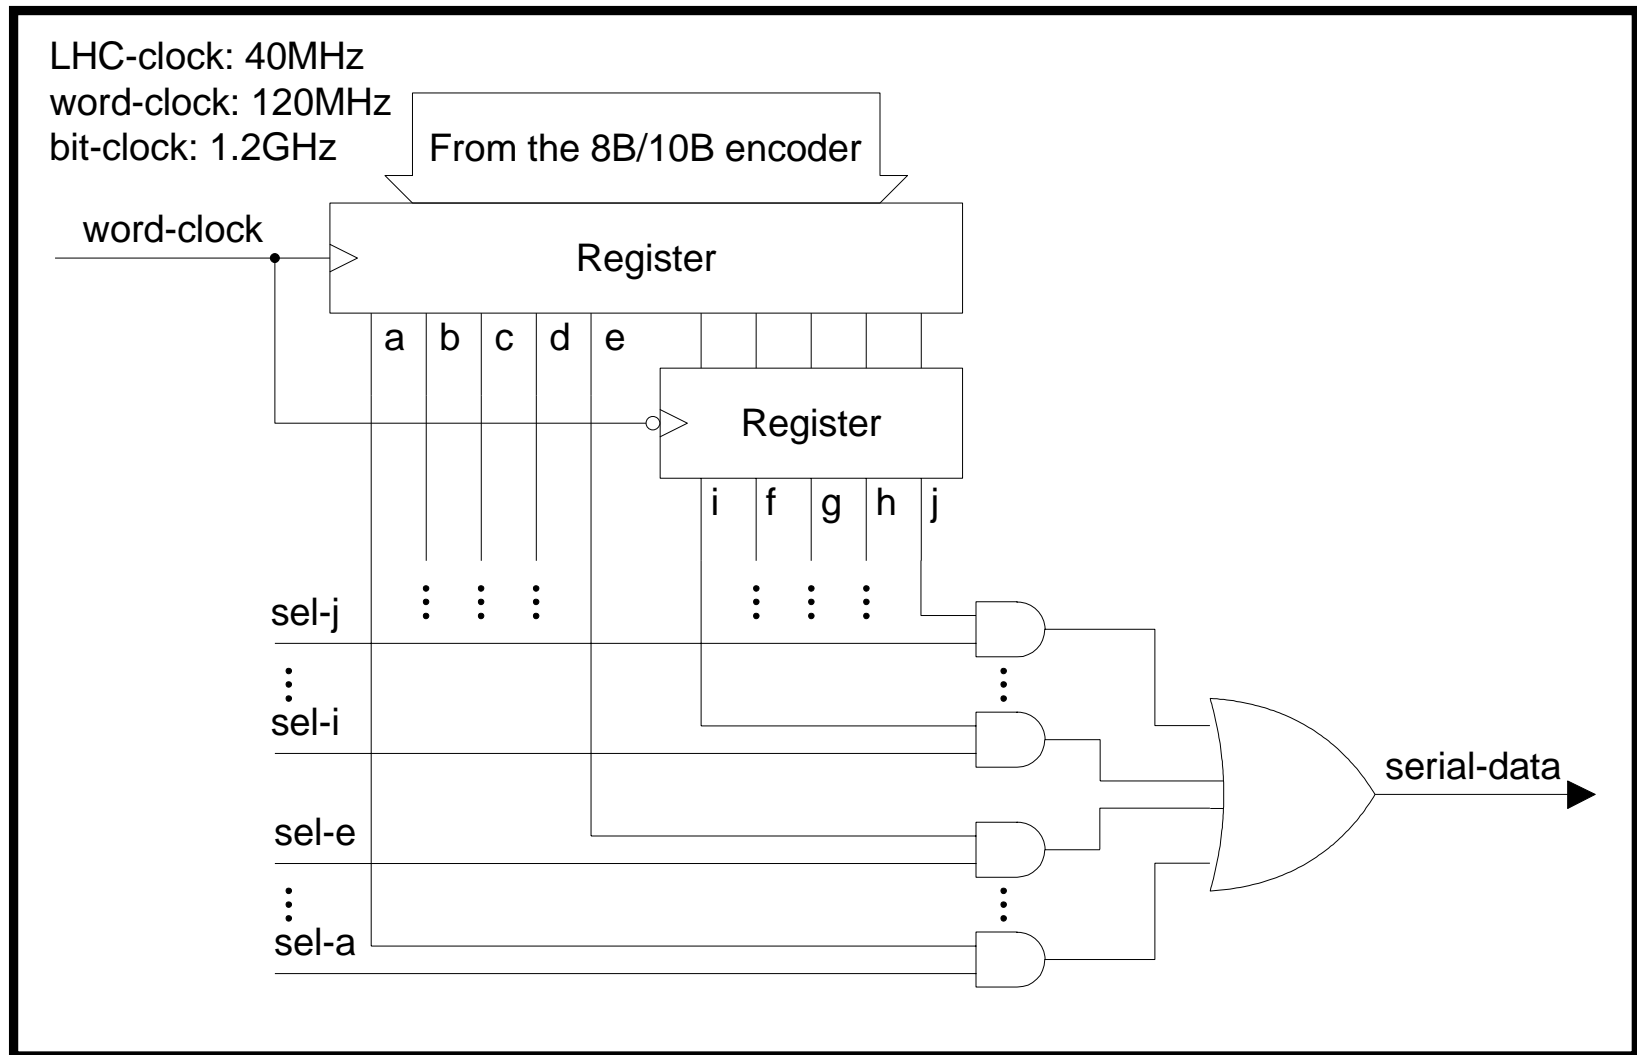 LHC-clock: 40MHz
word-clock: 120MHz
bit-clock: 1.2GHz
From the 8B/10B encoder
word-clock
Register
a b c d e
Register
i f g h j
sel-j
sel-i
serial-data
sel-e
sel-a